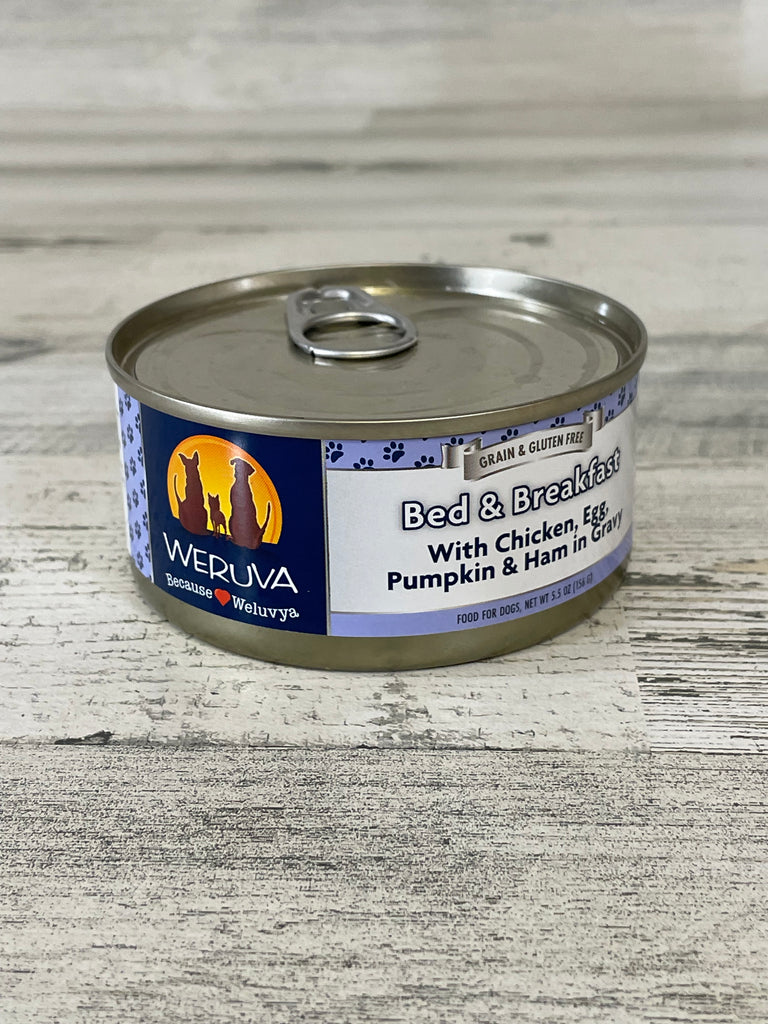 WERUVA
Because Weluvya
GRAIN & GLUTEN FREE
Bed & Breakfast
With Chicken, Egg,
Pumpkin & Ham in Gravy
FOOD FOR DOGS, NET WT 5.5 OZ (156 G)